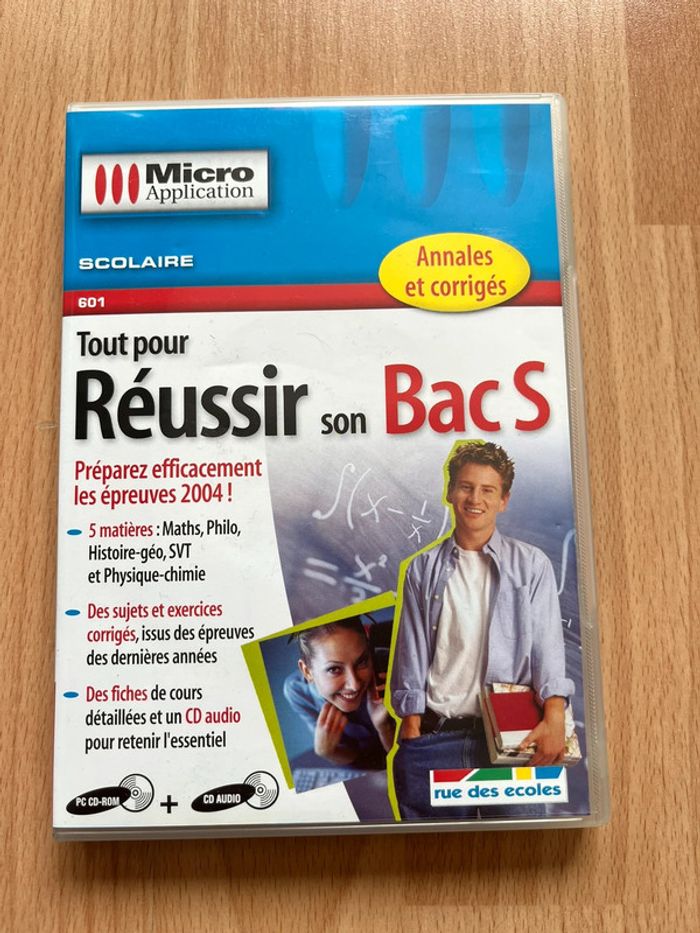 Micro
Application
SCOLAIRE
Annales
et corrigés
601
Tout pour
Réussir son Bac S
Préparez efficacement
les épreuves 2004 !
5 matières : Maths, Philo,
Histoire-géo, SVT
et Physique-chimie
Des sujets et exercices
corrigés, issus des épreuves
des dernières années
Des fiches de cours
détaillées et un CD audio
pour retenir l'essentiel
PC CD-ROM + CD AUDIO
rue des ecoles